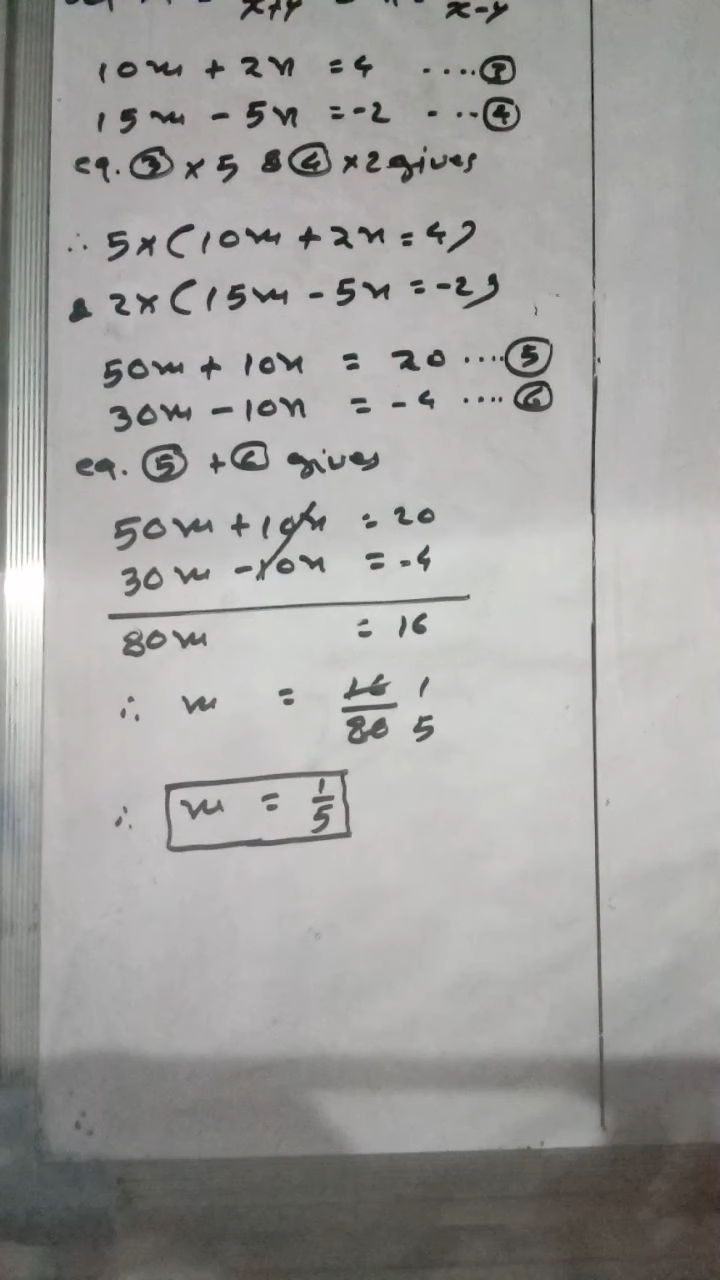 x+y x-y
10m + 2n = 4 ....③
15m - 5n = -2 ...④
eq. ③ × 5 & ④ × 2 gives
∴ 5×(10m + 2n = 4)
& 2×(15m - 5n = -2)
50m + 10n = 20 ....⑤
30m - 10n = -4 ....⑥
eq. ⑤ + ⑥ gives
50m + 10n = 20
30m - 10n = -4
80m = 16
∴ m = 16/80 1/5
∴ m = 1/5